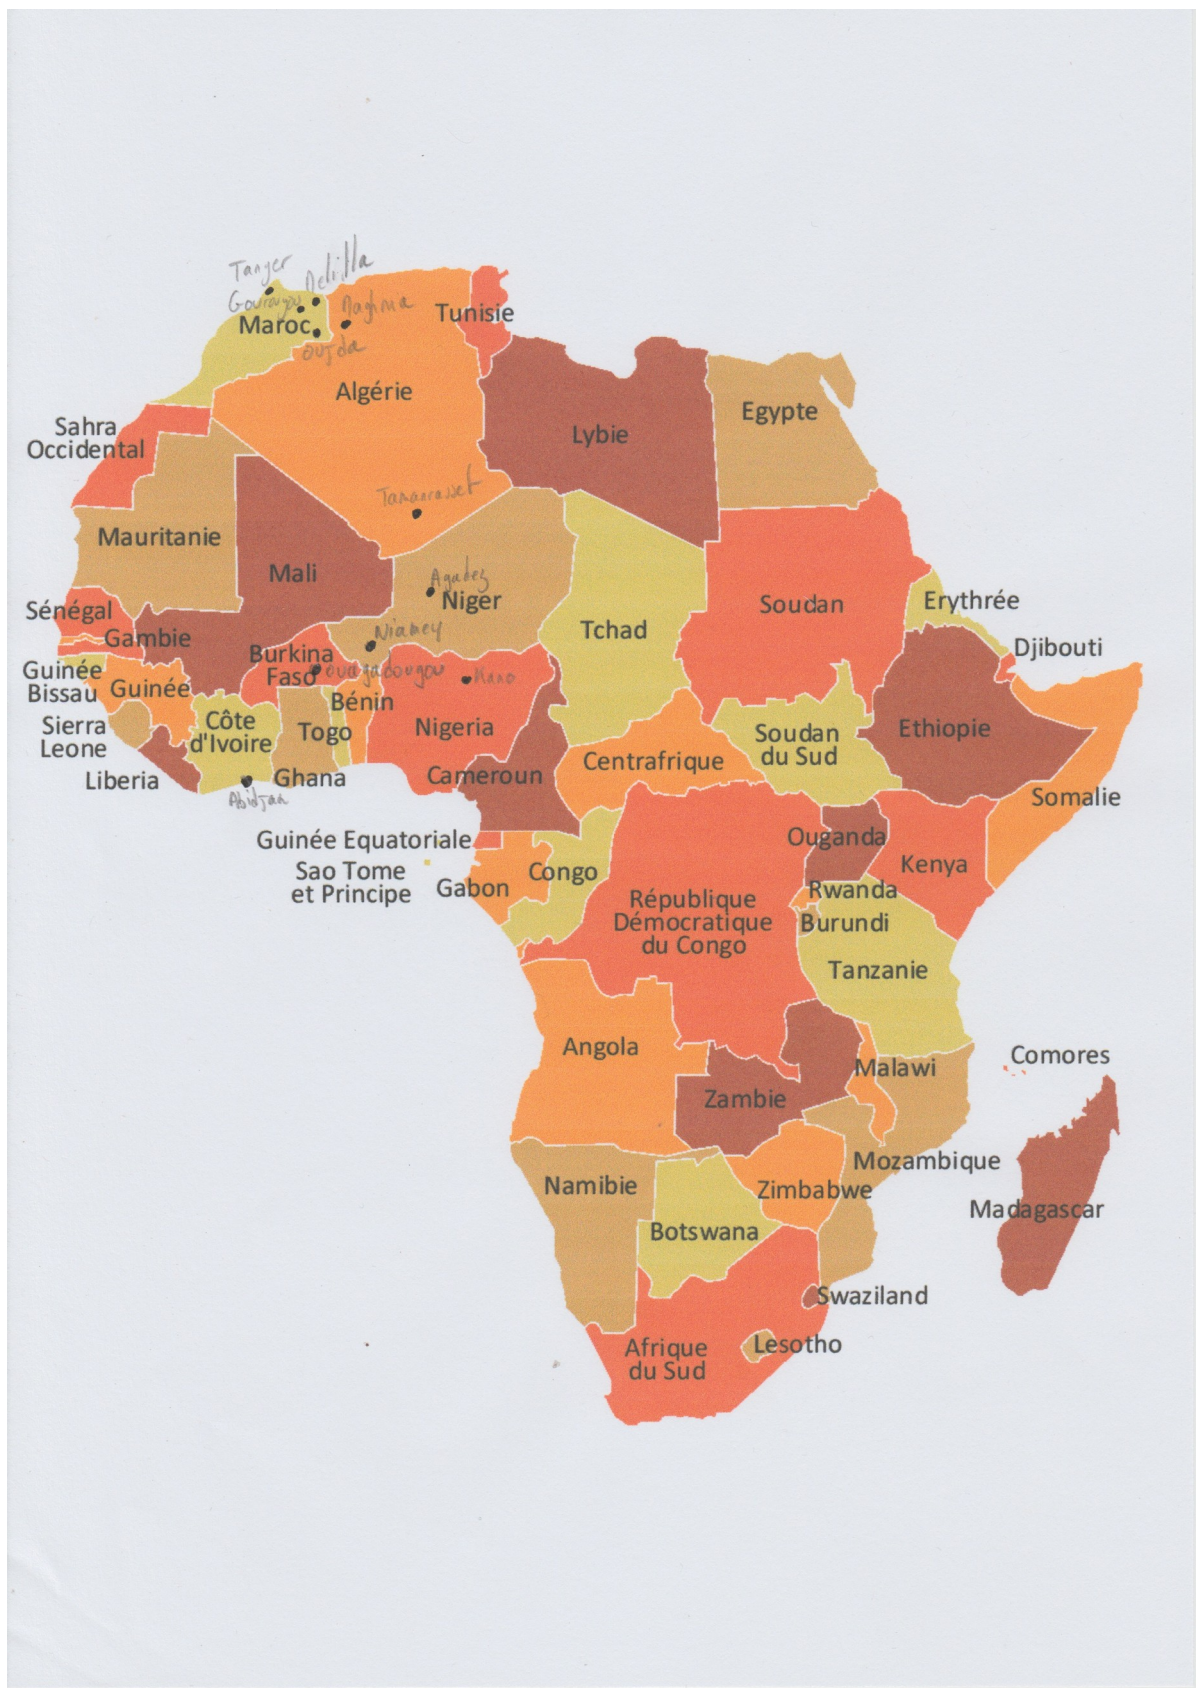 Tanger
Melilla
Gourougou
Maghnia
Maroc
oujda
Tunisie
Algérie
Sahra
Occidental
Lybie
Egypte
Tamanrasset
Mauritanie
Mali
Agadez
Niger
Sénégal
Gambie
Niamey
Tchad
Soudan
Erythrée
Djibouti
Burkina
Faso
ouagadougou
Kano
Guinée
Bissau
Guinée
Bénin
Sierra
Leone
Côte
d'Ivoire
Togo
Nigeria
Soudan
du Sud
Ethiopie
Liberia
Ghana
Cameroun
Centrafrique
Somalie
Abidjan
Guinée Equatoriale
Ouganda
Kenya
Sao Tome
et Principe
Gabon
Congo
République
Démocratique
du Congo
Rwanda
Burundi
Tanzanie
Angola
Comores
Malawi
Zambie
Mozambique
Namibie
Zimbabwe
Madagascar
Botswana
Swaziland
Afrique
du Sud
Lesotho